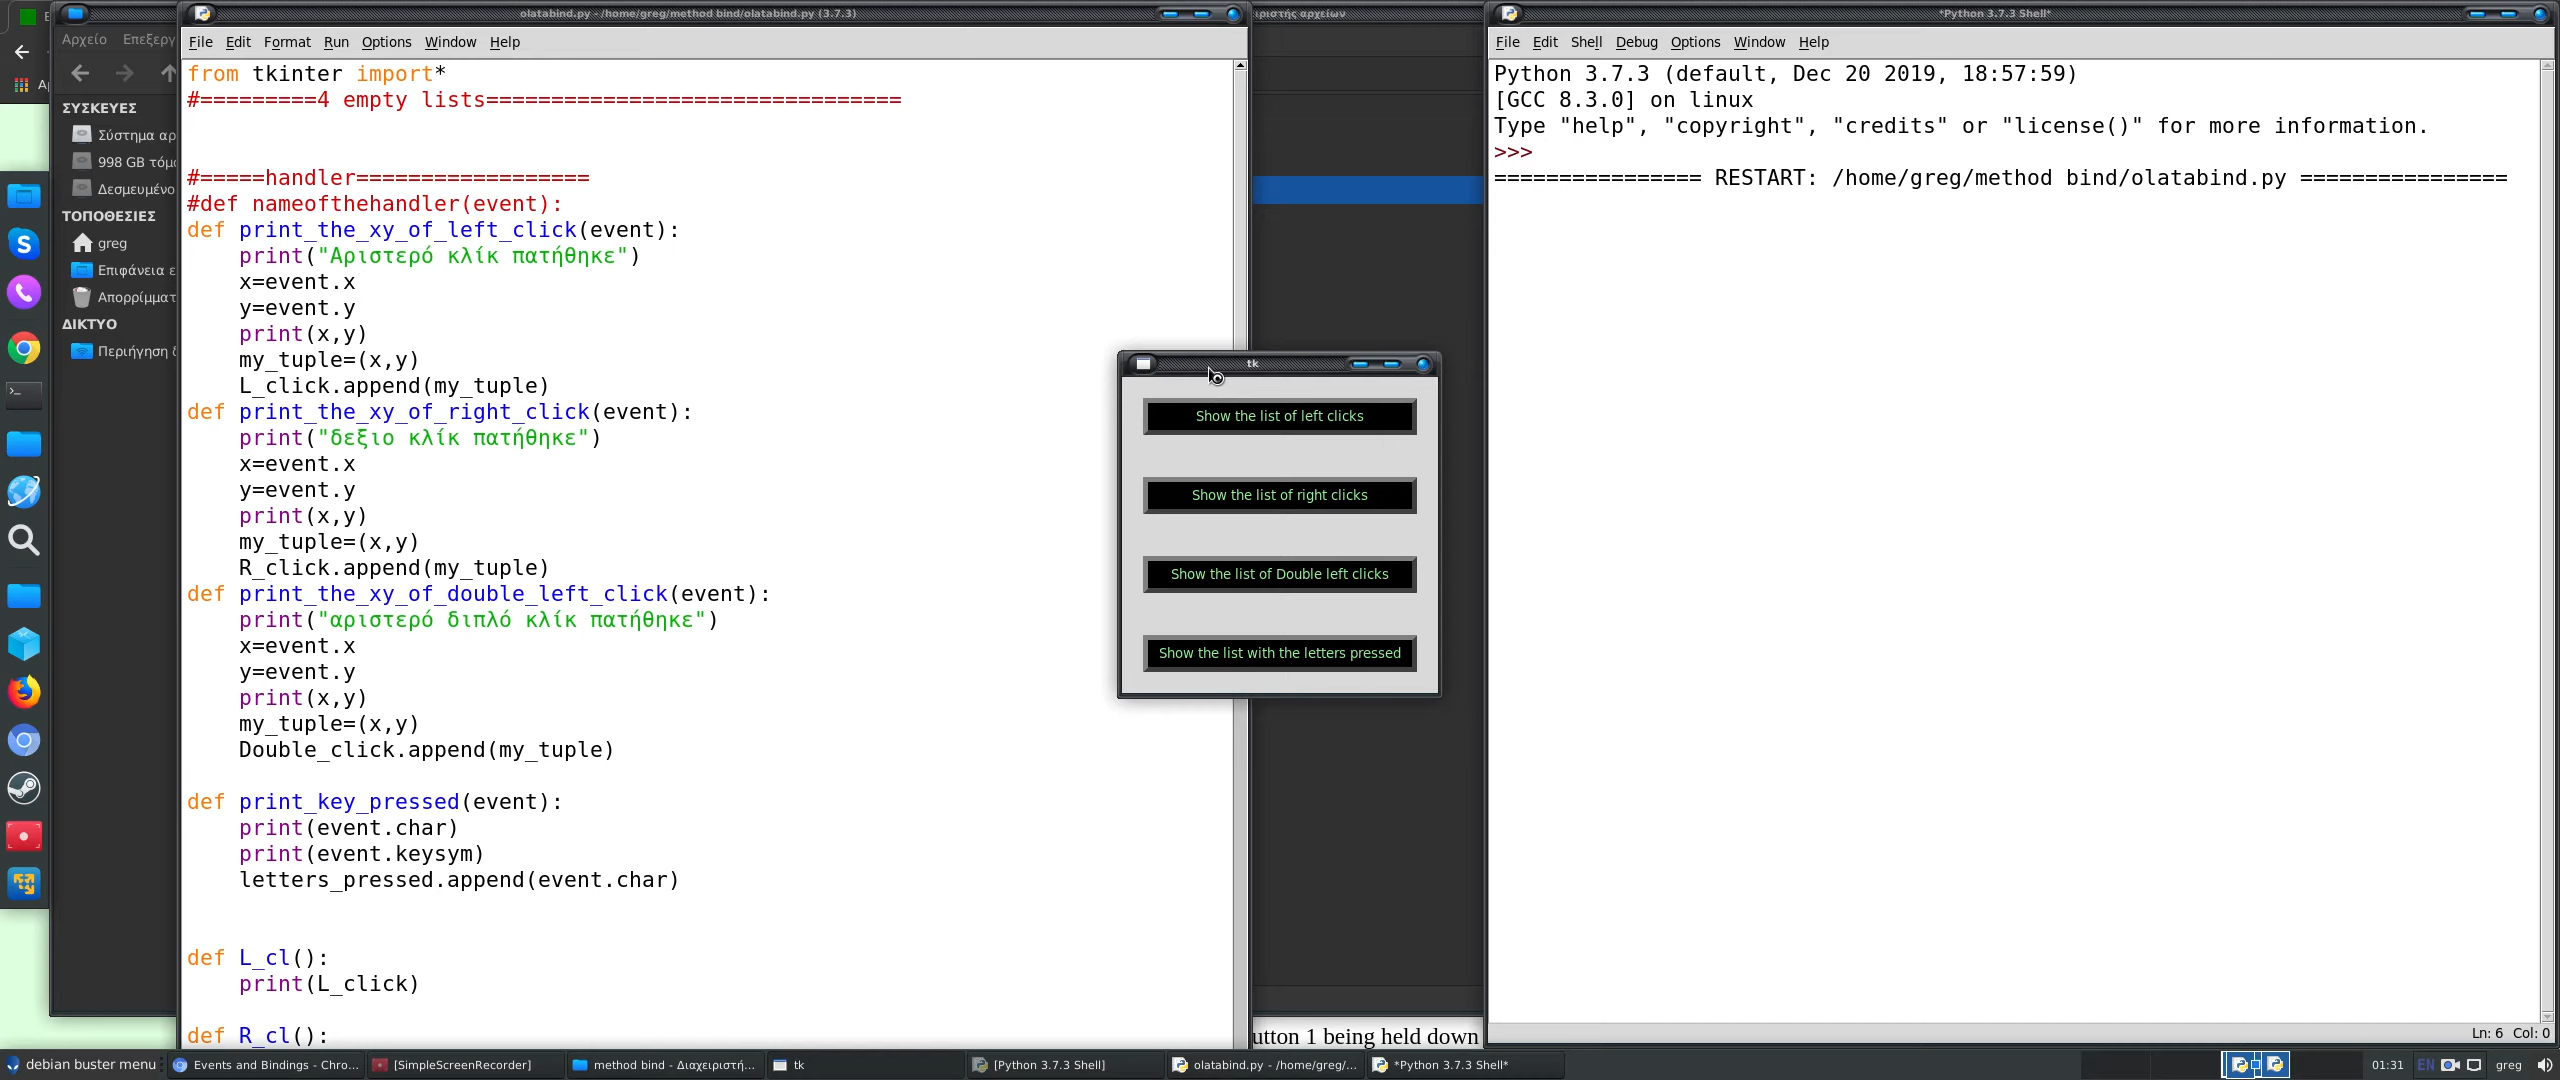 olatabind.py - /home/greg/method bind/olatabind.py (3.7.3)
File Edit Format Run Options Window Help
from tkinter import*
#=========4 empty lists================================
#=====handler==================
#def nameofthehandler(event):
def print_the_xy_of_left_click(event):
    print("Αριστερό κλίκ πατήθηκε")
    x=event.x
    y=event.y
    print(x,y)
    my_tuple=(x,y)
    L_click.append(my_tuple)
def print_the_xy_of_right_click(event):
    print("δεξιο κλίκ πατήθηκε")
    x=event.x
    y=event.y
    print(x,y)
    my_tuple=(x,y)
    R_click.append(my_tuple)
def print_the_xy_of_double_left_click(event):
    print("αριστερό διπλό κλίκ πατήθηκε")
    x=event.x
    y=event.y
    print(x,y)
    my_tuple=(x,y)
    Double_click.append(my_tuple)
def print_key_pressed(event):
    print(event.char)
    print(event.keysym)
    letters_pressed.append(event.char)
def L_cl():
    print(L_click)
def R_cl():
Αρχείο Επεξεργ
ΣΥΣΚΕΥΕΣ
Σύστημα αρ
998 GB τόμ
Δεσμευμένο
ΤΟΠΟΘΕΣΙΕΣ
greg
Επιφάνεια ε
Απορρίμματ
ΔΙΚΤΥΟ
Περιήγηση δ
ιριστής αρχείων
tk
Show the list of left clicks
Show the list of right clicks
Show the list of Double left clicks
Show the list with the letters pressed
utton 1 being held down
*Python 3.7.3 Shell*
File Edit Shell Debug Options Window Help
Python 3.7.3 (default, Dec 20 2019, 18:57:59)
[GCC 8.3.0] on linux
Type "help", "copyright", "credits" or "license()" for more information.
>>>
================ RESTART: /home/greg/method bind/olatabind.py ================
Ln: 6 Col: 0
debian buster menu
Events and Bindings - Chro...
[SimpleScreenRecorder]
method bind - Διαχειριστή...
tk
[Python 3.7.3 Shell]
olatabind.py - /home/greg/...
*Python 3.7.3 Shell*
01:31
EN
greg